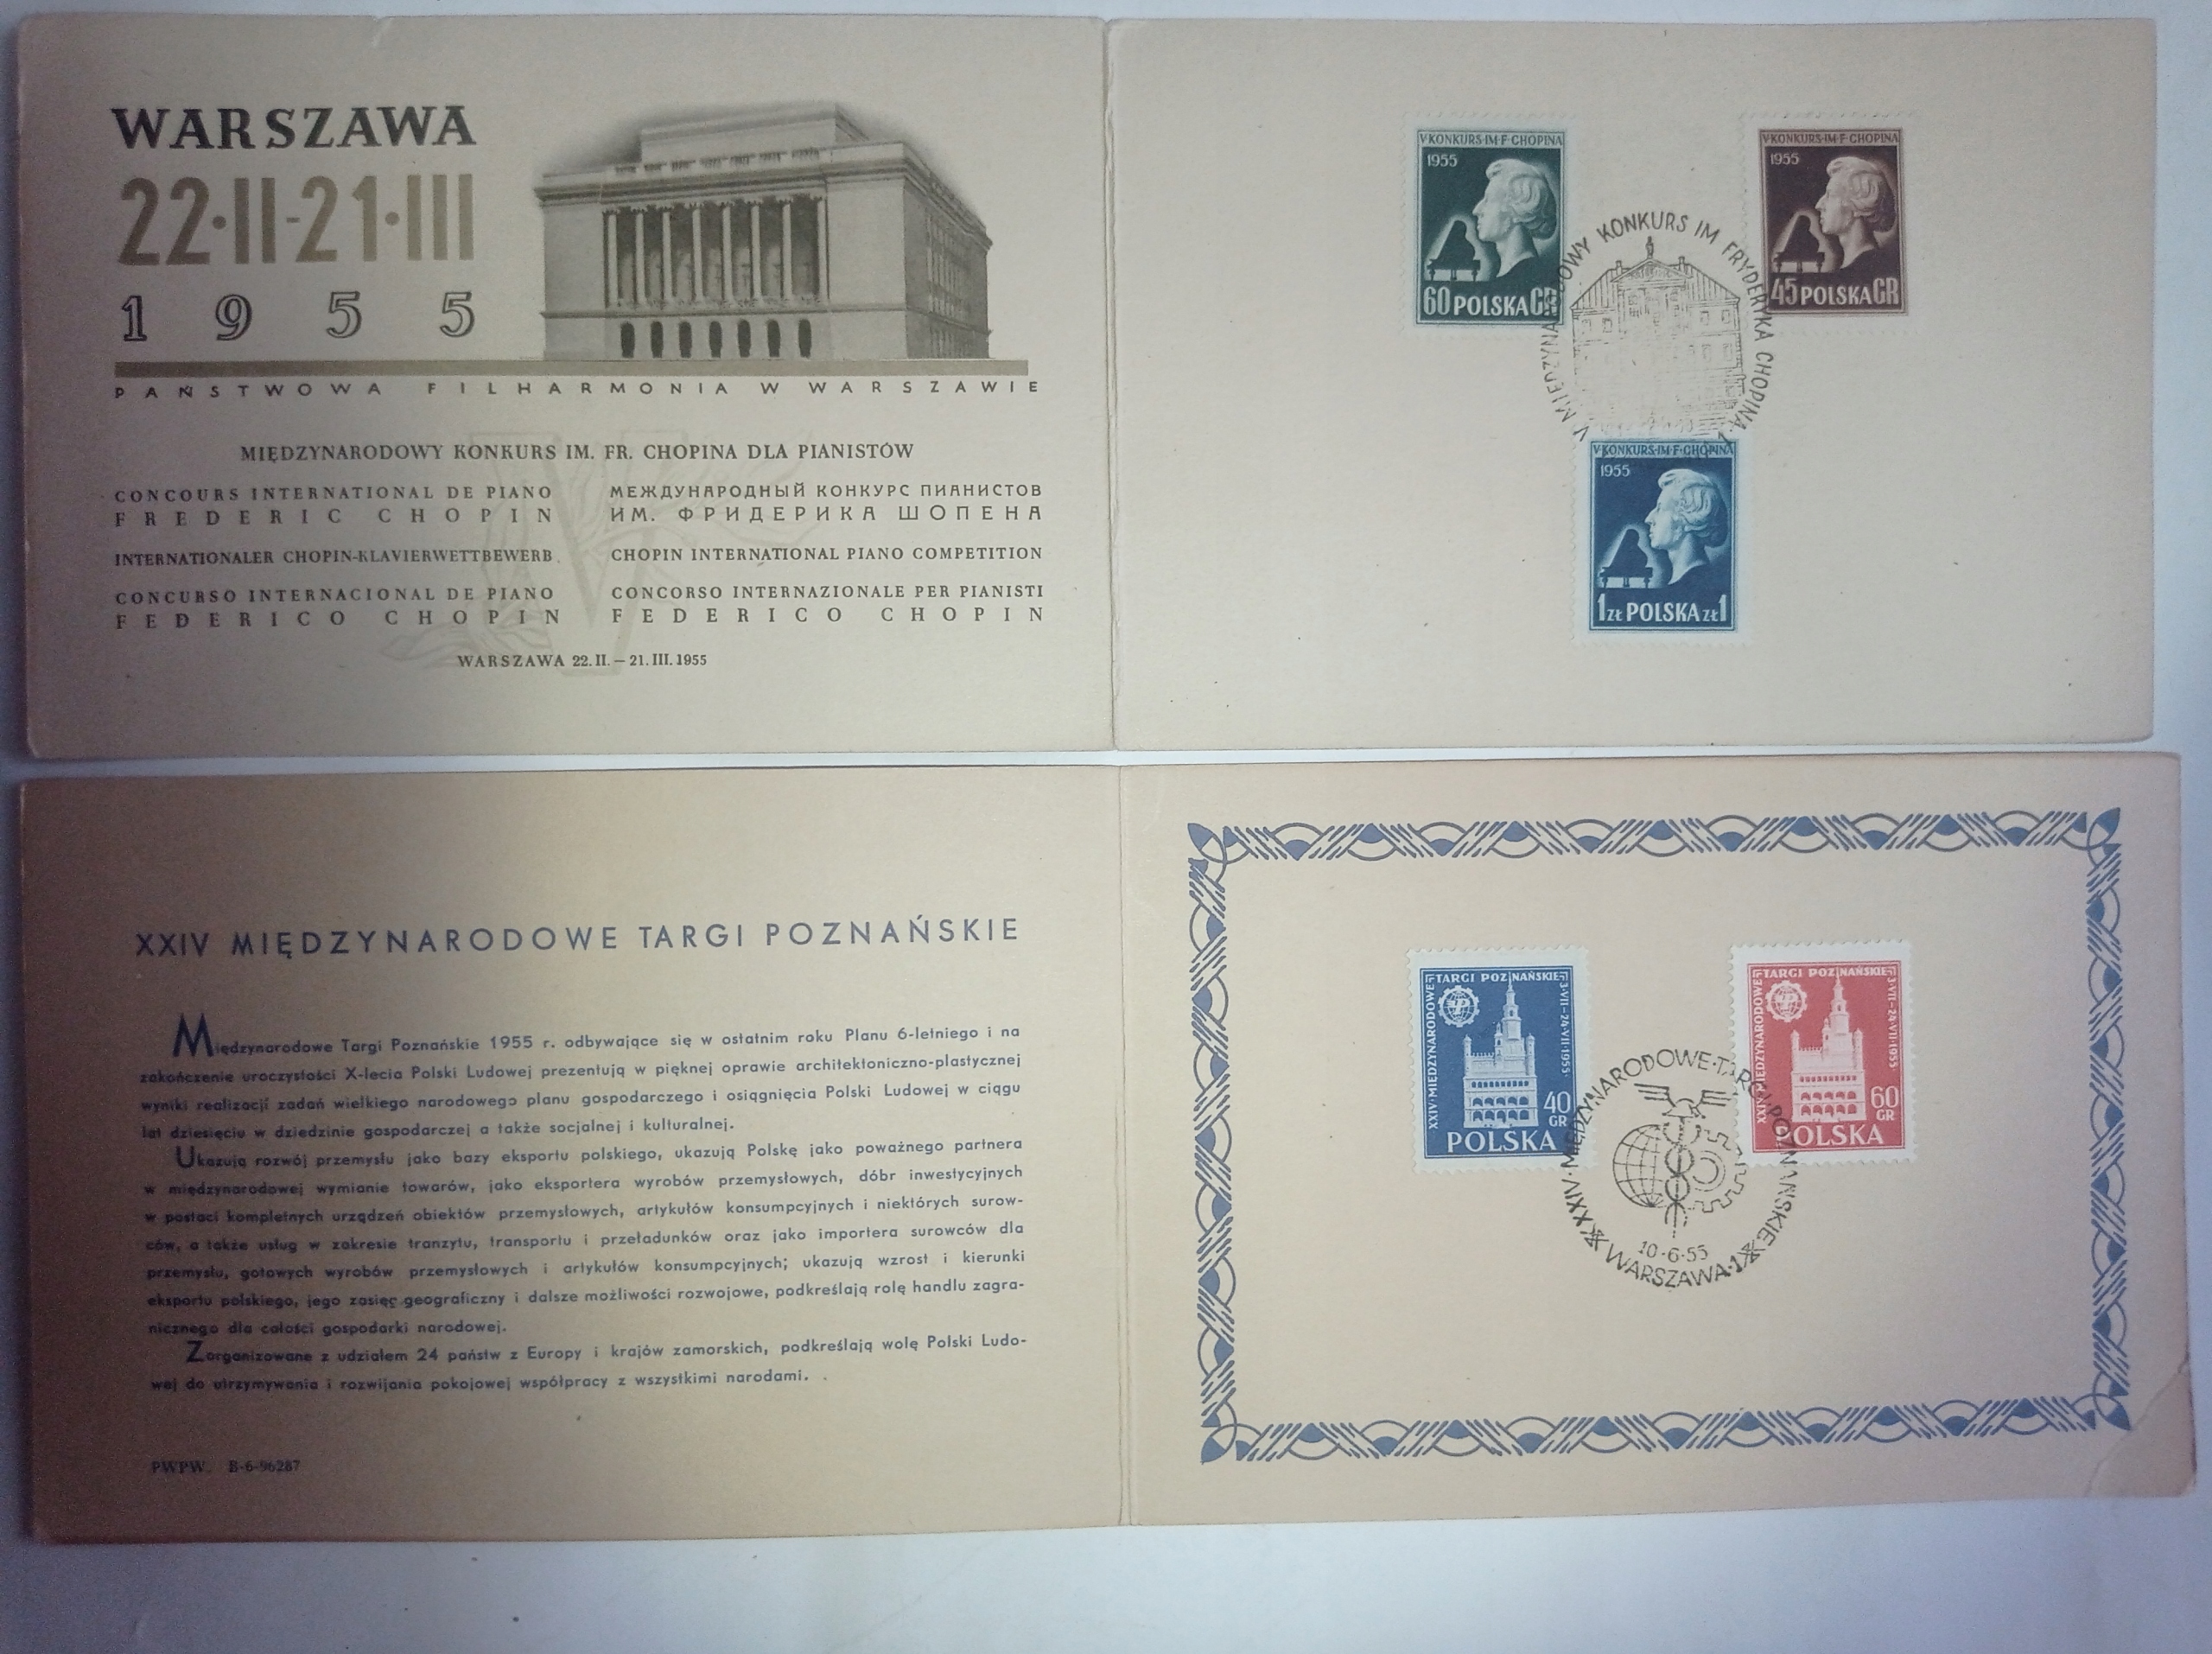 WARSZAWA
22·II-21·III
1955
PAŃSTWOWA FILHARMONIA W WARSZAWIE
MIĘDZYNARODOWY KONKURS IM. FR. CHOPINA DLA PIANISTÓW
CONCOURS INTERNATIONAL DE PIANO
FREDERIC CHOPIN
МЕЖДУНАРОДНЫЙ КОНКУРС ПИАНИСТОВ
ИМ. ФРИДЕРИКА ШОПЕНА
INTERNATIONALER CHOPIN-KLAVIERWETTBEWERB
CHOPIN INTERNATIONAL PIANO COMPETITION
CONCURSO INTERNACIONAL DE PIANO
FEDERICO CHOPIN
CONCORSO INTERNAZIONALE PER PIANISTI
FEDERICO CHOPIN
WARSZAWA 22. II. – 21. III. 1955
V·KONKURS·IM·F·CHOPINA
1955
60 POLSKA GR
V·KONKURS·IM·F·CHOPINA
1955
45 POLSKA GR
V MIĘDZYNARODOWY KONKURS IM FRYDERYKA CHOPINA
V·KONKURS·IM·F·CHOPINA
1955
1 ZŁ POLSKA ZŁ 1
XXIV MIĘDZYNARODOWE TARGI POZNAŃSKIE
Międzynarodowe Targi Poznańskie 1955 r. odbywające się w ostatnim roku Planu 6-letniego i na
zakończenie uroczystości X-lecia Polski Ludowej prezentują w pięknej oprawie architektoniczno-plastycznej
wyniki realizacji zadań wielkiego narodowego planu gospodarczego i osiągnięcia Polski Ludowej w ciągu
lat dziesięciu w dziedzinie gospodarczej a także socjalnej i kulturalnej.
Ukazują rozwój przemysłu jako bazy eksportu polskiego, ukazują Polskę jako poważnego partnera
w międzynarodowej wymianie towarów, jako eksportera wyrobów przemysłowych, dóbr inwestycyjnych
w postaci kompletnych urządzeń obiektów przemysłowych, artykułów konsumpcyjnych i niektórych surow-
ców, a także usług w zakresie tranzytu, transportu i przeładunków oraz jako importera surowców dla
przemysłu, gotowych wyrobów przemysłowych i artykułów konsumpcyjnych; ukazują wzrost i kierunki
eksportu polskiego, jego zasięg geograficzny i dalsze możliwości rozwojowe, podkreślają rolę handlu zagra-
nicznego dla całości gospodarki narodowej.
Zorganizowane z udziałem 24 państw z Europy i krajów zamorskich, podkreślają wolę Polski Ludo-
wej do utrzymywania i rozwijania pokojowej współpracy z wszystkimi narodami.
PWPW. B-6-96287
XXIV·MIĘDZYNARODOWE
TARGI POZNAŃSKIE
3·VII–24·VII·1955
40
GR
POLSKA
XXIV·MIĘDZYNARODOWE
TARGI POZNAŃSKIE
3·VII–24·VII·1955
60
GR
POLSKA
XXIV·MIĘDZYNARODOWE·TARGI·POZNAŃSKIE
10·6·55
WARSZAWA·1